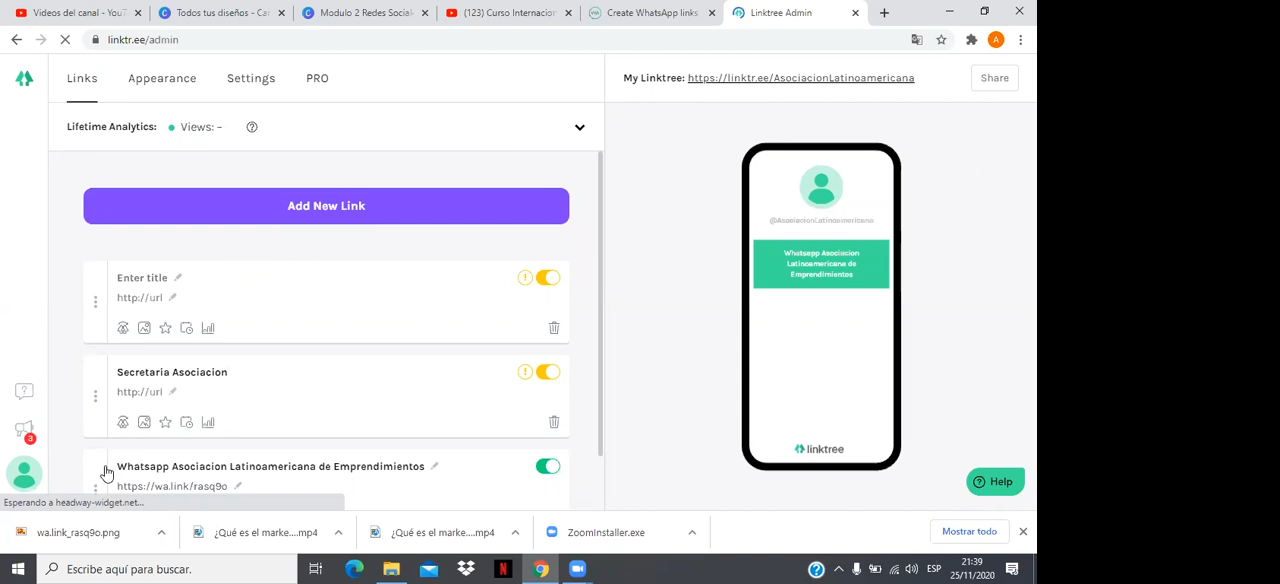 Videos del canal - YouT
Todos tus diseños - Car
Modulo 2 Redes Social
(123) Curso Internacion
Create WhatsApp links
Linktree Admin
linktr.ee/admin
A
Links Appearance Settings PRO
My Linktree: https://linktr.ee/AsociacionLatinoamericana
Share
Lifetime Analytics: Views: -
Add New Link
@AsociacionLatinoamericana
Whatsapp Asociacion
Latinoamericana de
Emprendimientos
Enter title
http://url
Secretaria Asociacion
http://url
Whatsapp Asociacion Latinoamericana de Emprendimientos
https://wa.link/rasq9o
linktree
3
Help
Esperando a headway-widget.net...
wa.link_rasq9o.png
¿Qué es el marke....mp4
¿Qué es el marke....mp4
ZoomInstaller.exe
Mostrar todo
Escribe aquí para buscar.
ESP
21:39
25/11/2020